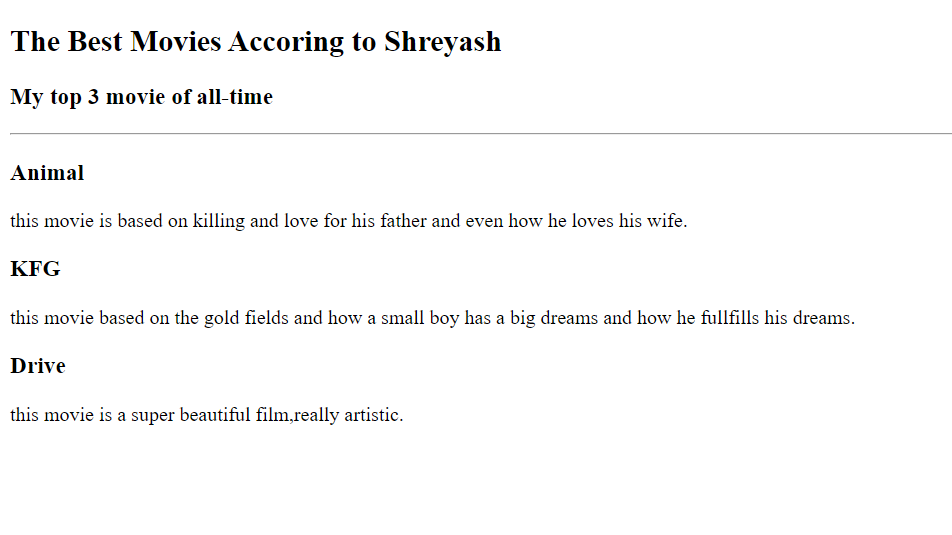 The Best Movies Accoring to Shreyash
My top 3 movie of all-time
Animal
this movie is based on killing and love for his father and even how he loves his wife.
KFG
this movie based on the gold fields and how a small boy has a big dreams and how he fullfills his dreams.
Drive
this movie is a super beautiful film,really artistic.